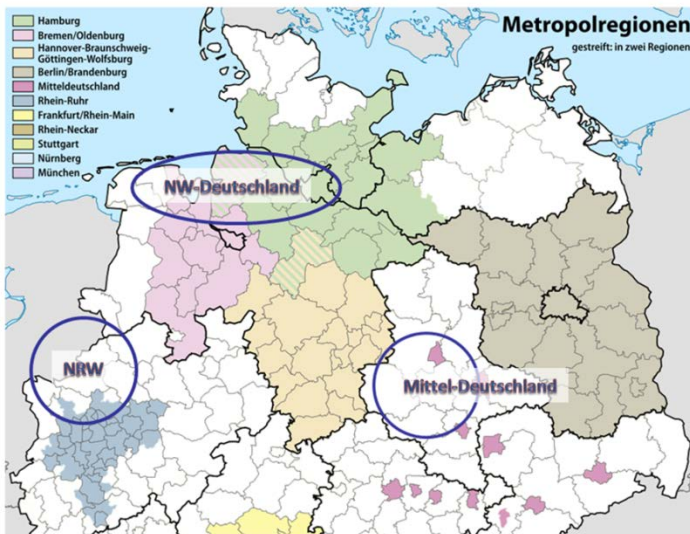 Metropolregionen
gestreift: in zwei Regionen
Hamburg
Bremen/Oldenburg
Hannover-Braunschweig-
Göttingen-Wolfsburg
Berlin/Brandenburg
Mitteldeutschland
Rhein-Ruhr
Frankfurt/Rhein-Main
Rhein-Neckar
Stuttgart
Nürnberg
München
NW-Deutschland
NRW
Mittel-Deutschland